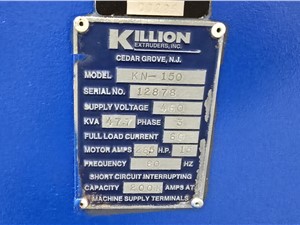 KILLION
EXTRUDERS, INC.
CEDAR GROVE, N.J.
MODEL KN-150
SERIAL NO. 12878
SUPPLY VOLTAGE
KVA PHASE 3
FULL LOAD CURRENT
MOTOR AMPS H.P.
FREQUENCY HZ
SHORT CIRCUIT INTERRUPTING
CAPACITY AMPS AT
MACHINE SUPPLY TERMINALS